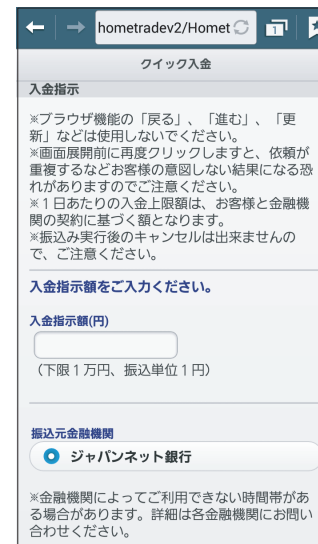 hometradev2/Homet
1
クイック入金
入金指示
※ブラウザ機能の「戻る」、「進む」、「更
新」などは使用しないでください。
※画面展開前に再度クリックしますと、依頼が
重複するなどお客様の意図しない結果になる恐
れがありますのでご注意ください。
※１日あたりの入金上限額は、お客様と金融機
関の契約に基づく額となります。
※振込み実行後のキャンセルは出来ませんの
で、ご注意ください。
入金指示額をご入力ください。
入金指示額(円)
（下限１万円、振込単位１円）
振込元金融機関
ジャパンネット銀行
※金融機関によってご利用できない時間帯があ
る場合があります。詳細は各金融機関にお問い
合わせください。